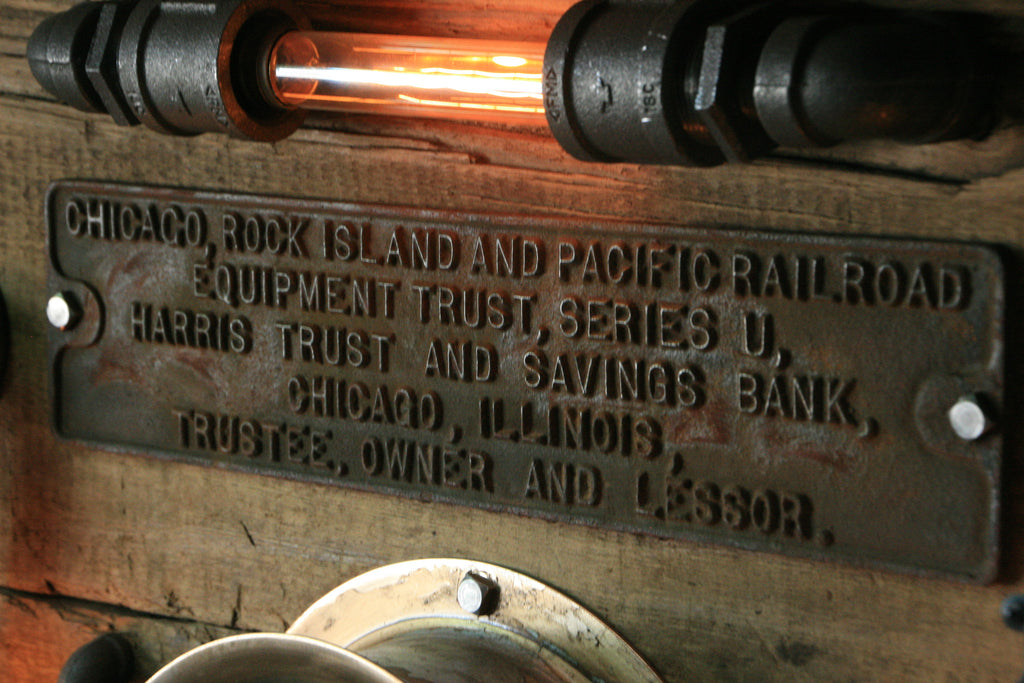 CHICAGO, ROCK ISLAND AND PACIFIC RAILROAD
EQUIPMENT TRUST, SERIES U,
HARRIS TRUST AND SAVINGS BANK,
CHICAGO, ILLINOIS,
TRUSTEE, OWNER AND LESSOR.